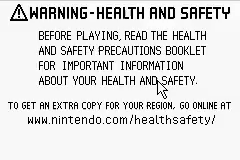 ⚠WARNING-HEALTH AND SAFETY
BEFORE PLAYING, READ THE HEALTH
AND SAFETY PRECAUTIONS BOOKLET
FOR IMPORTANT INFORMATION
ABOUT YOUR HEALTH AND SAFETY.
TO GET AN EXTRA COPY FOR YOUR REGION, GO ONLINE AT
www.nintendo.com/healthsafety/